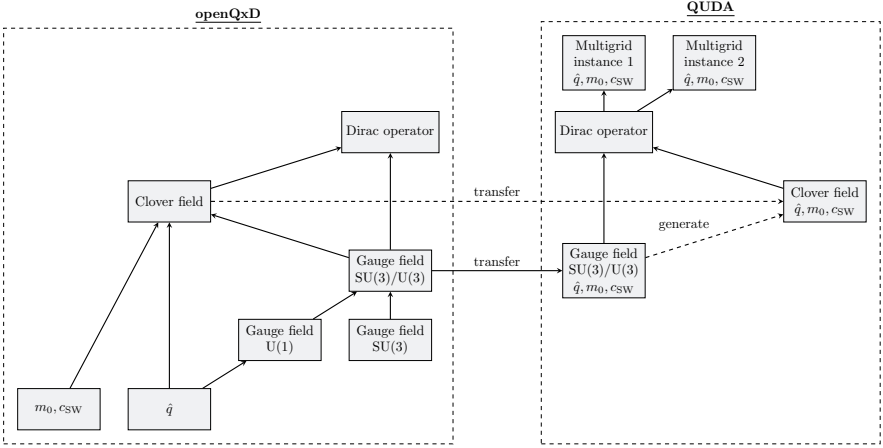 openQxD
QUDA
Multigrid
instance 1
q̂, m₀, c_SW
Multigrid
instance 2
q̂, m₀, c_SW
Dirac operator
Dirac operator
Clover field
transfer
Clover field
q̂, m₀, c_SW
generate
Gauge field
SU(3)/U(3)
transfer
Gauge field
SU(3)/U(3)
q̂, m₀, c_SW
Gauge field
U(1)
Gauge field
SU(3)
m₀, c_SW
q̂